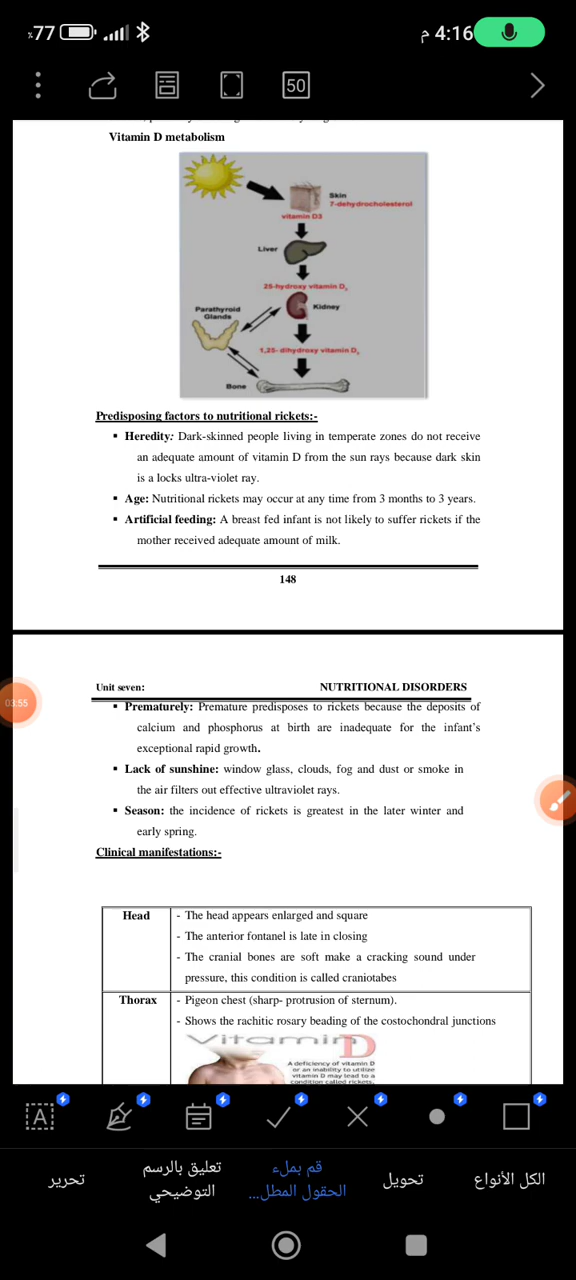 %77
4:16 م
50
Vitamin D metabolism
Skin
7-dehydrocholesterol
vitamin D3
Liver
25-hydroxy vitamin D3
Parathyroid
Glands
Kidney
1,25- dihydroxy vitamin D3
Bone
Predisposing factors to nutritional rickets:-
▪ Heredity: Dark-skinned people living in temperate zones do not receive
an adequate amount of vitamin D from the sun rays because dark skin
is a locks ultra-violet ray.
▪ Age: Nutritional rickets may occur at any time from 3 months to 3 years.
▪ Artificial feeding: A breast fed infant is not likely to suffer rickets if the
mother received adequate amount of milk.
148
Unit seven: NUTRITIONAL DISORDERS
▪ Prematurely: Premature predisposes to rickets because the deposits of
calcium and phosphorus at birth are inadequate for the infant's
exceptional rapid growth.
▪ Lack of sunshine: window glass, clouds, fog and dust or smoke in
the air filters out effective ultraviolet rays.
▪ Season: the incidence of rickets is greatest in the later winter and
early spring.
Clinical manifestations:-
Head
- The head appears enlarged and square
- The anterior fontanel is late in closing
- The cranial bones are soft make a cracking sound under
pressure, this condition is called craniotabes
Thorax
- Pigeon chest (sharp- protrusion of sternum).
- Shows the rachitic rosary beading of the costochondral junctions
Vitamin D
A deficiency of vitamin D
or an inability to utilize
vitamin D may lead to a
condition called rickets,
03:55
A
الكل الأنواع
تحويل
قم بملء
الحقول المطل...
تعليق بالرسم
التوضيحي
تحرير